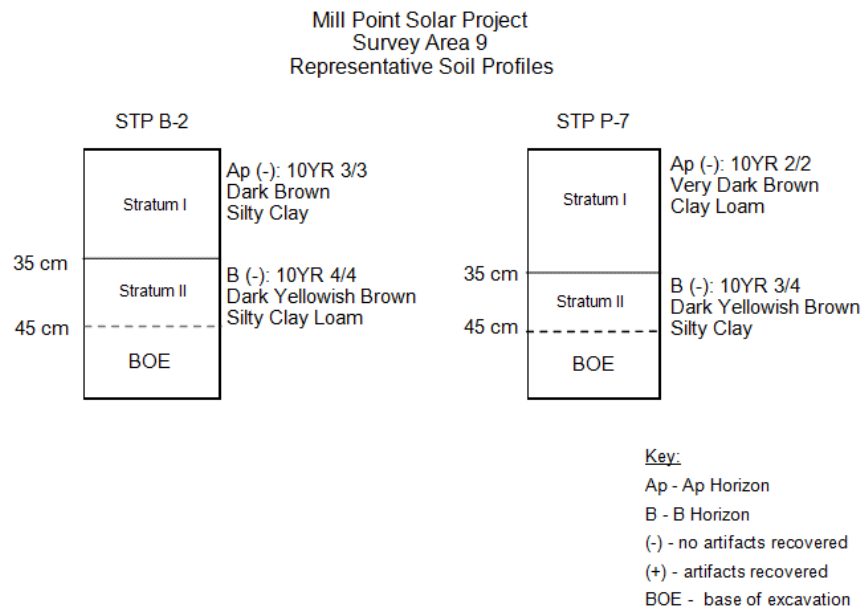 Mill Point Solar Project
Survey Area 9
Representative Soil Profiles
STP B-2
Stratum I
Ap (-): 10YR 3/3
Dark Brown
Silty Clay
35 cm
Stratum II
B (-): 10YR 4/4
Dark Yellowish Brown
Silty Clay Loam
45 cm
BOE
STP P-7
Stratum I
Ap (-): 10YR 2/2
Very Dark Brown
Clay Loam
35 cm
Stratum II
B (-): 10YR 3/4
Dark Yellowish Brown
Silty Clay
45 cm
BOE
Key:
Ap - Ap Horizon
B - B Horizon
(-) - no artifacts recovered
(+) - artifacts recovered
BOE - base of excavation